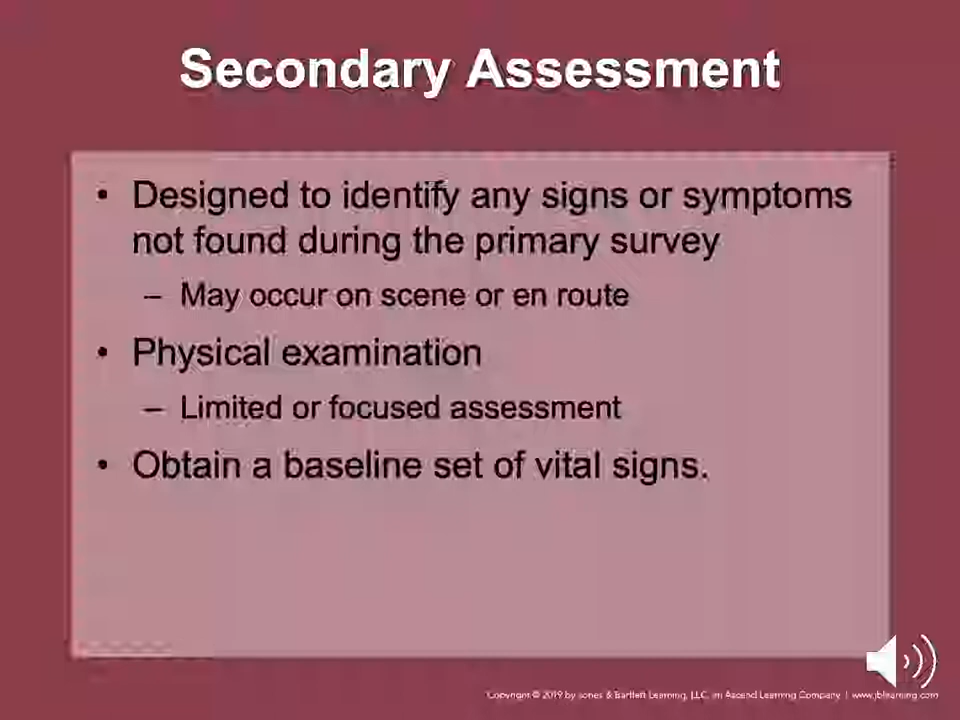 Secondary Assessment
• Designed to identify any signs or symptoms
not found during the primary survey
– May occur on scene or en route
• Physical examination
– Limited or focused assessment
• Obtain a baseline set of vital signs.
Copyright © 2019 by Jones & Bartlett Learning, LLC, an Ascend Learning Company | www.jblearning.com